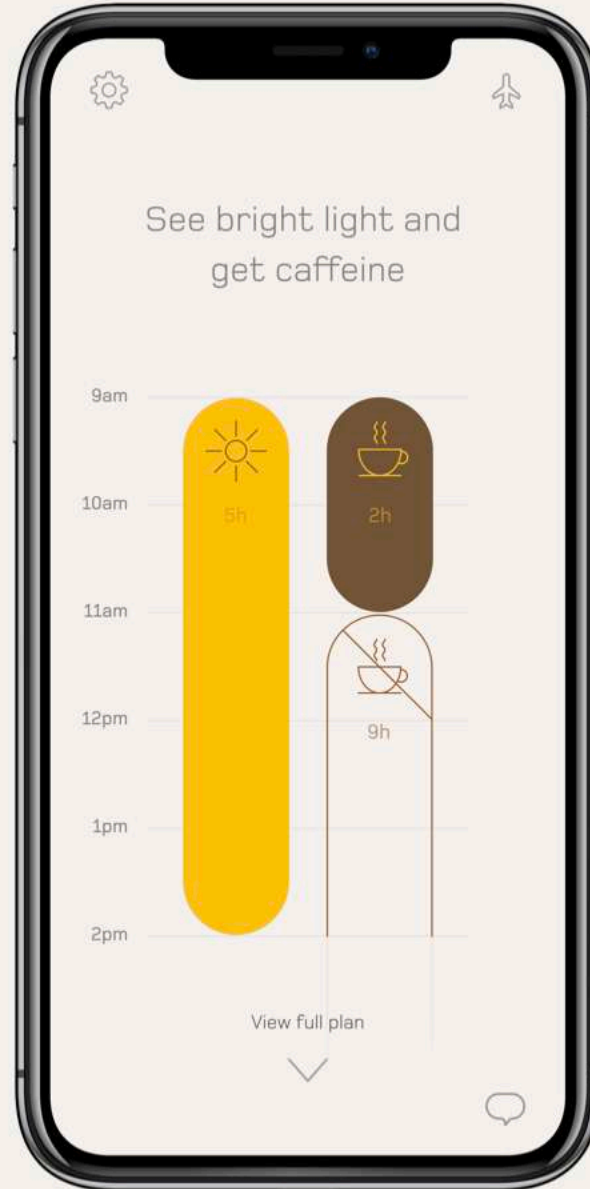 See bright light and
get caffeine
9am
10am
5h
2h
11am
12pm
9h
1pm
2pm
View full plan